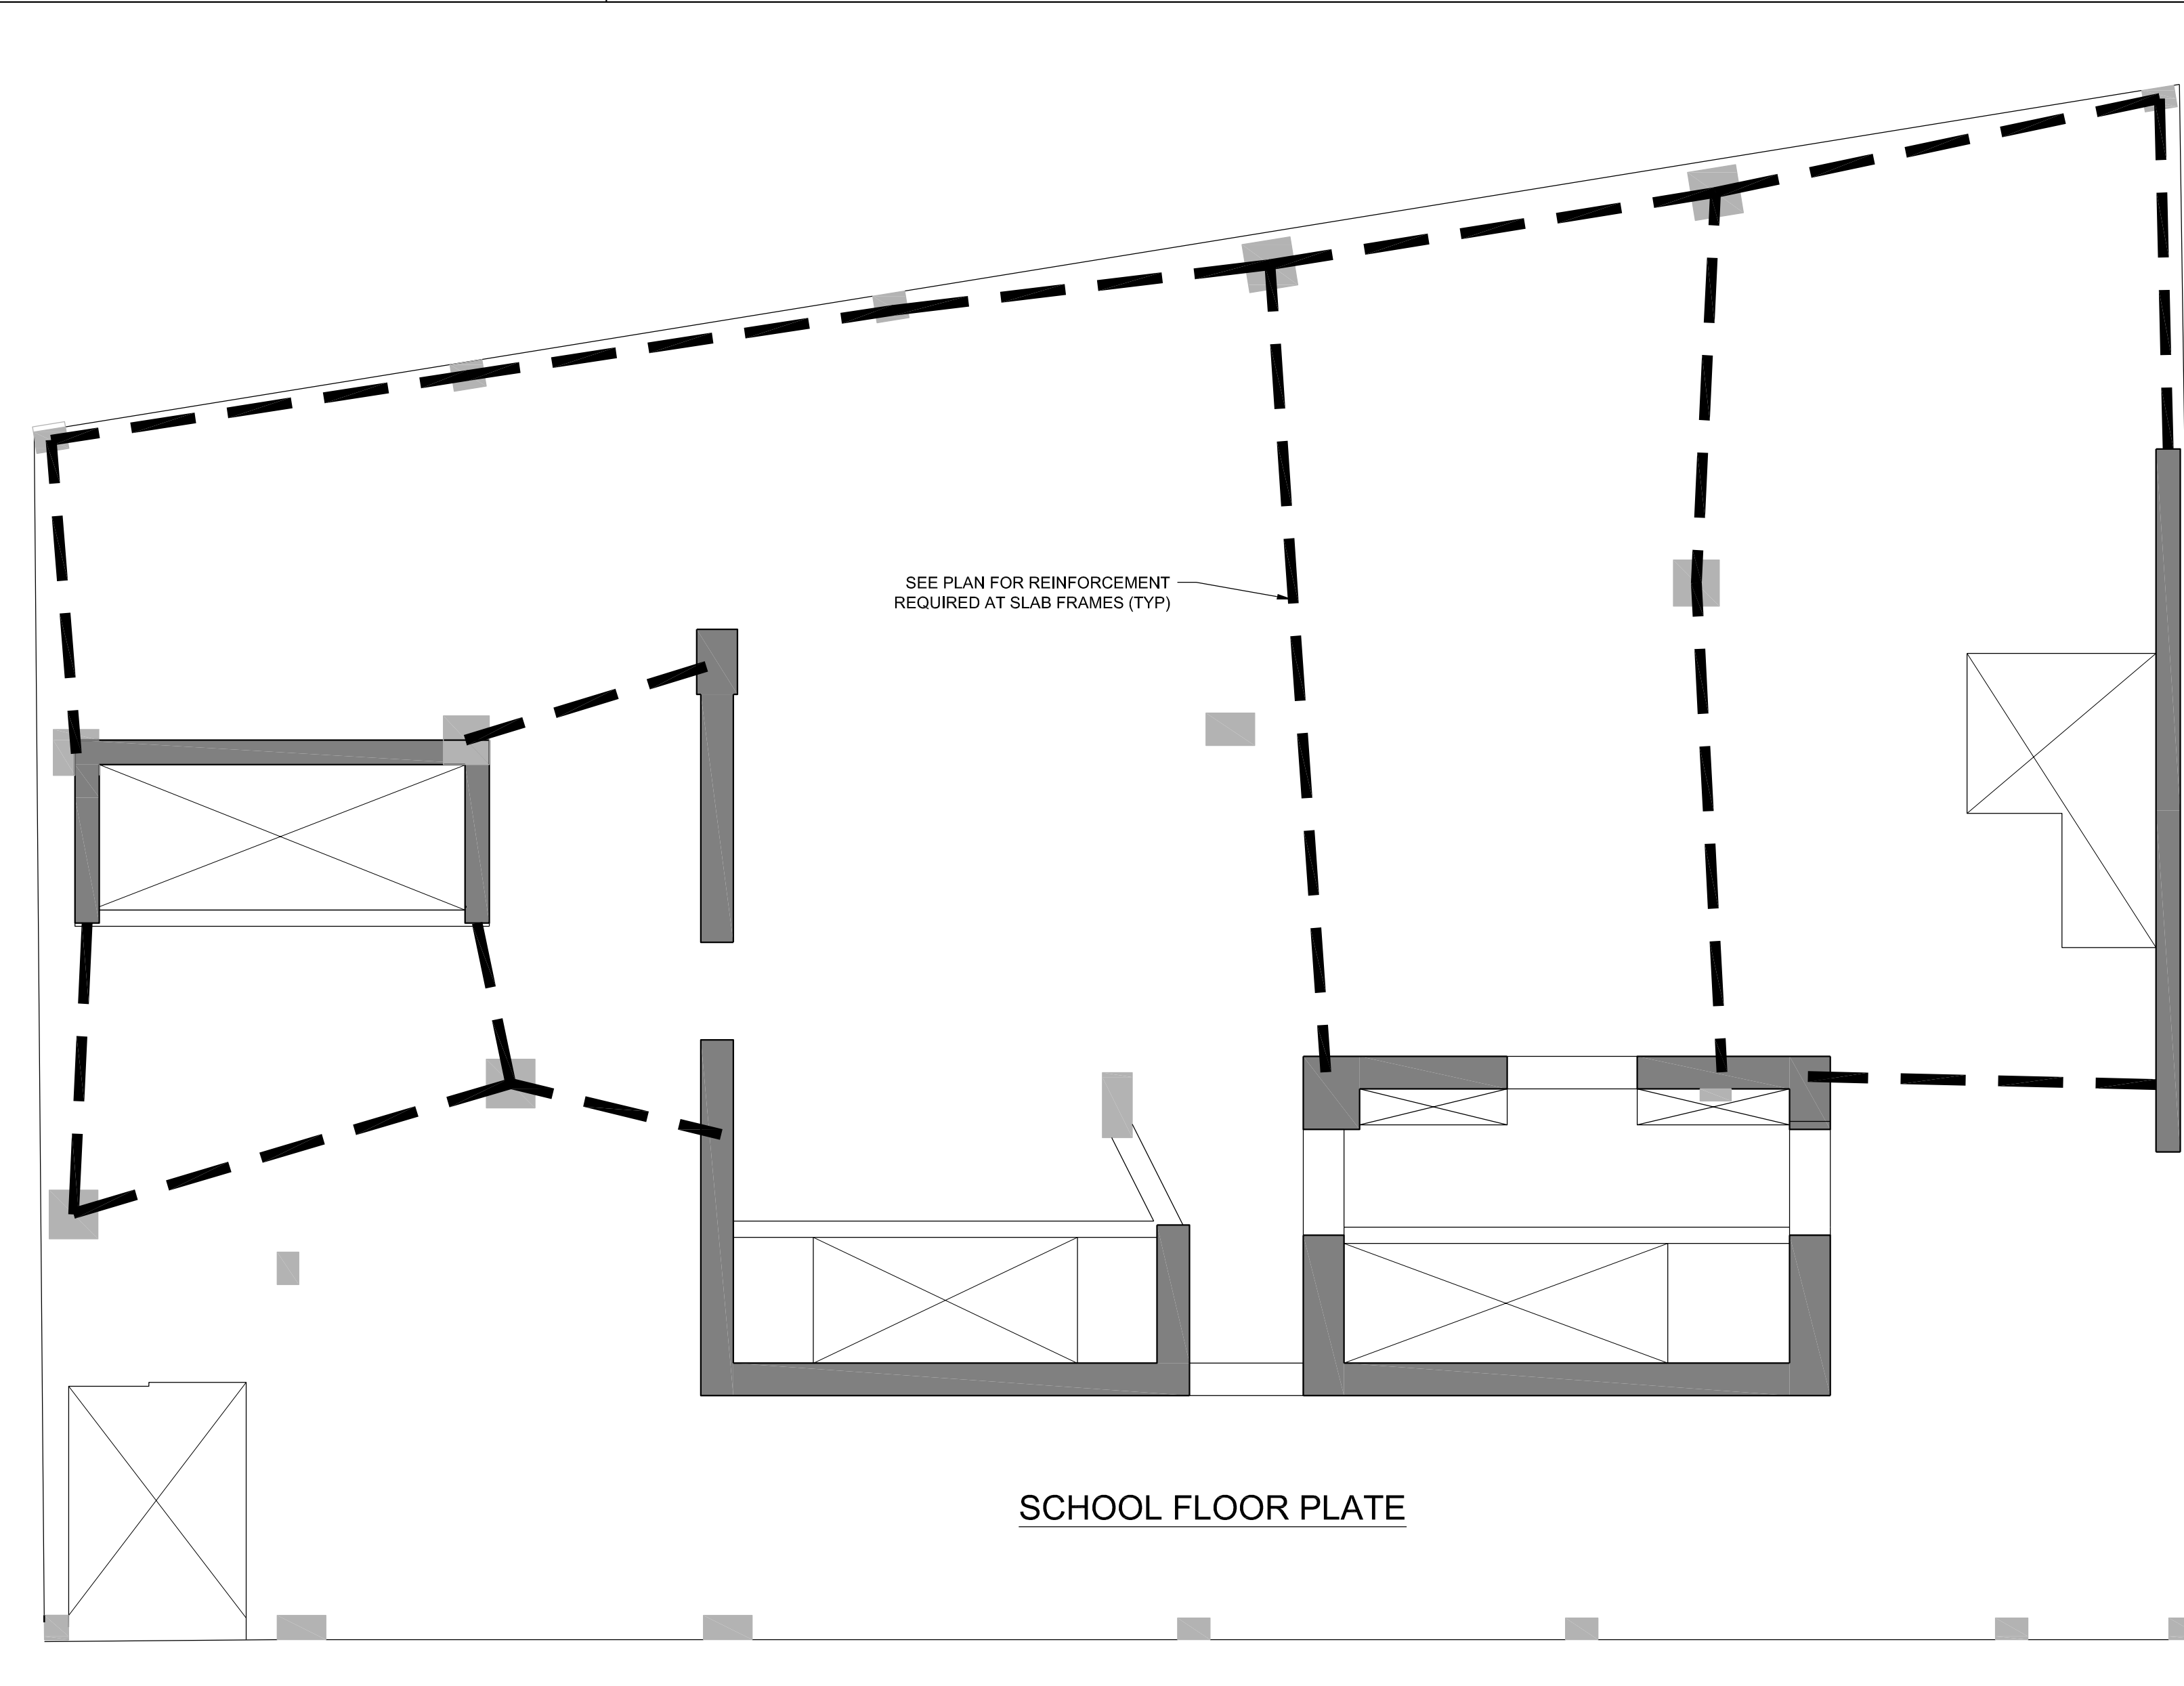 SEE PLAN FOR REINFORCEMENT
REQUIRED AT SLAB FRAMES (TYP)
SCHOOL FLOOR PLATE